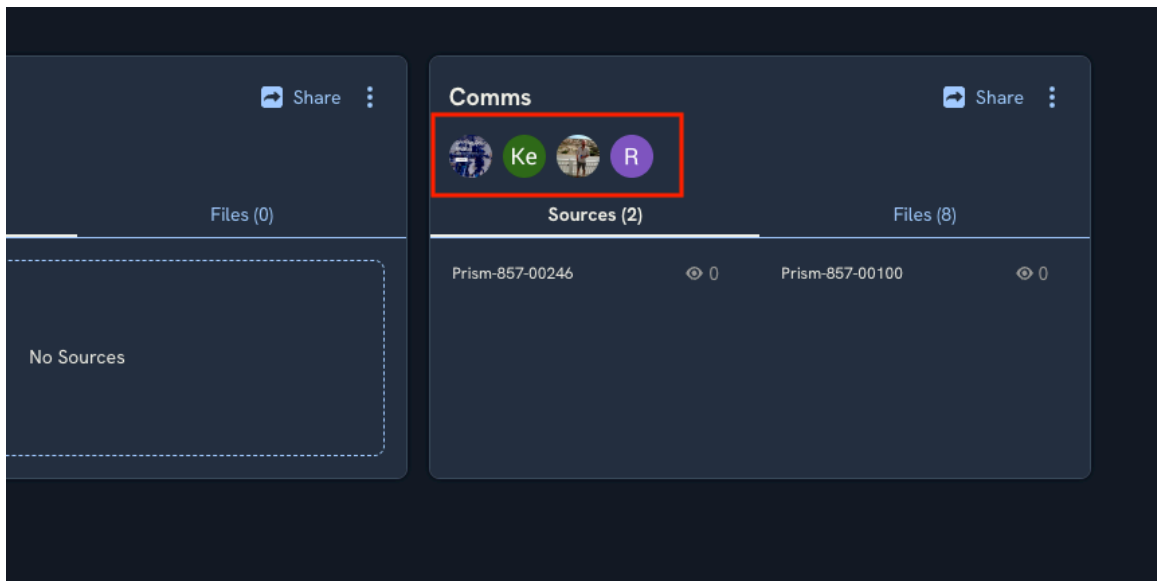 Share
Files (0)
No Sources
Comms
Share
Ke
R
Sources (2)
Files (8)
Prism-857-00246
0
Prism-857-00100
0